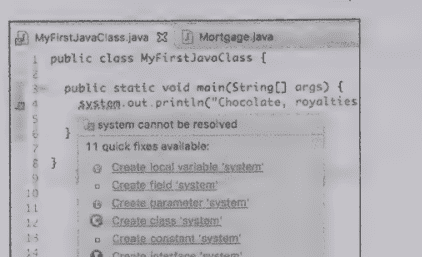 MyFirstJavaClass.java Mortgage.java
1 public class MyFirstJavaClass {
2
3 public static void main(String[] args) {
4 system.out.println("Chocolate, royalties
5
system cannot be resolved
6 }
7 11 quick fixes available:
8 }
9 Create local variable 'system'
10 Create field 'system'
11 Create parameter 'system'
12 Create class 'system'
13 Create constant 'system'
14 Create interface 'system'